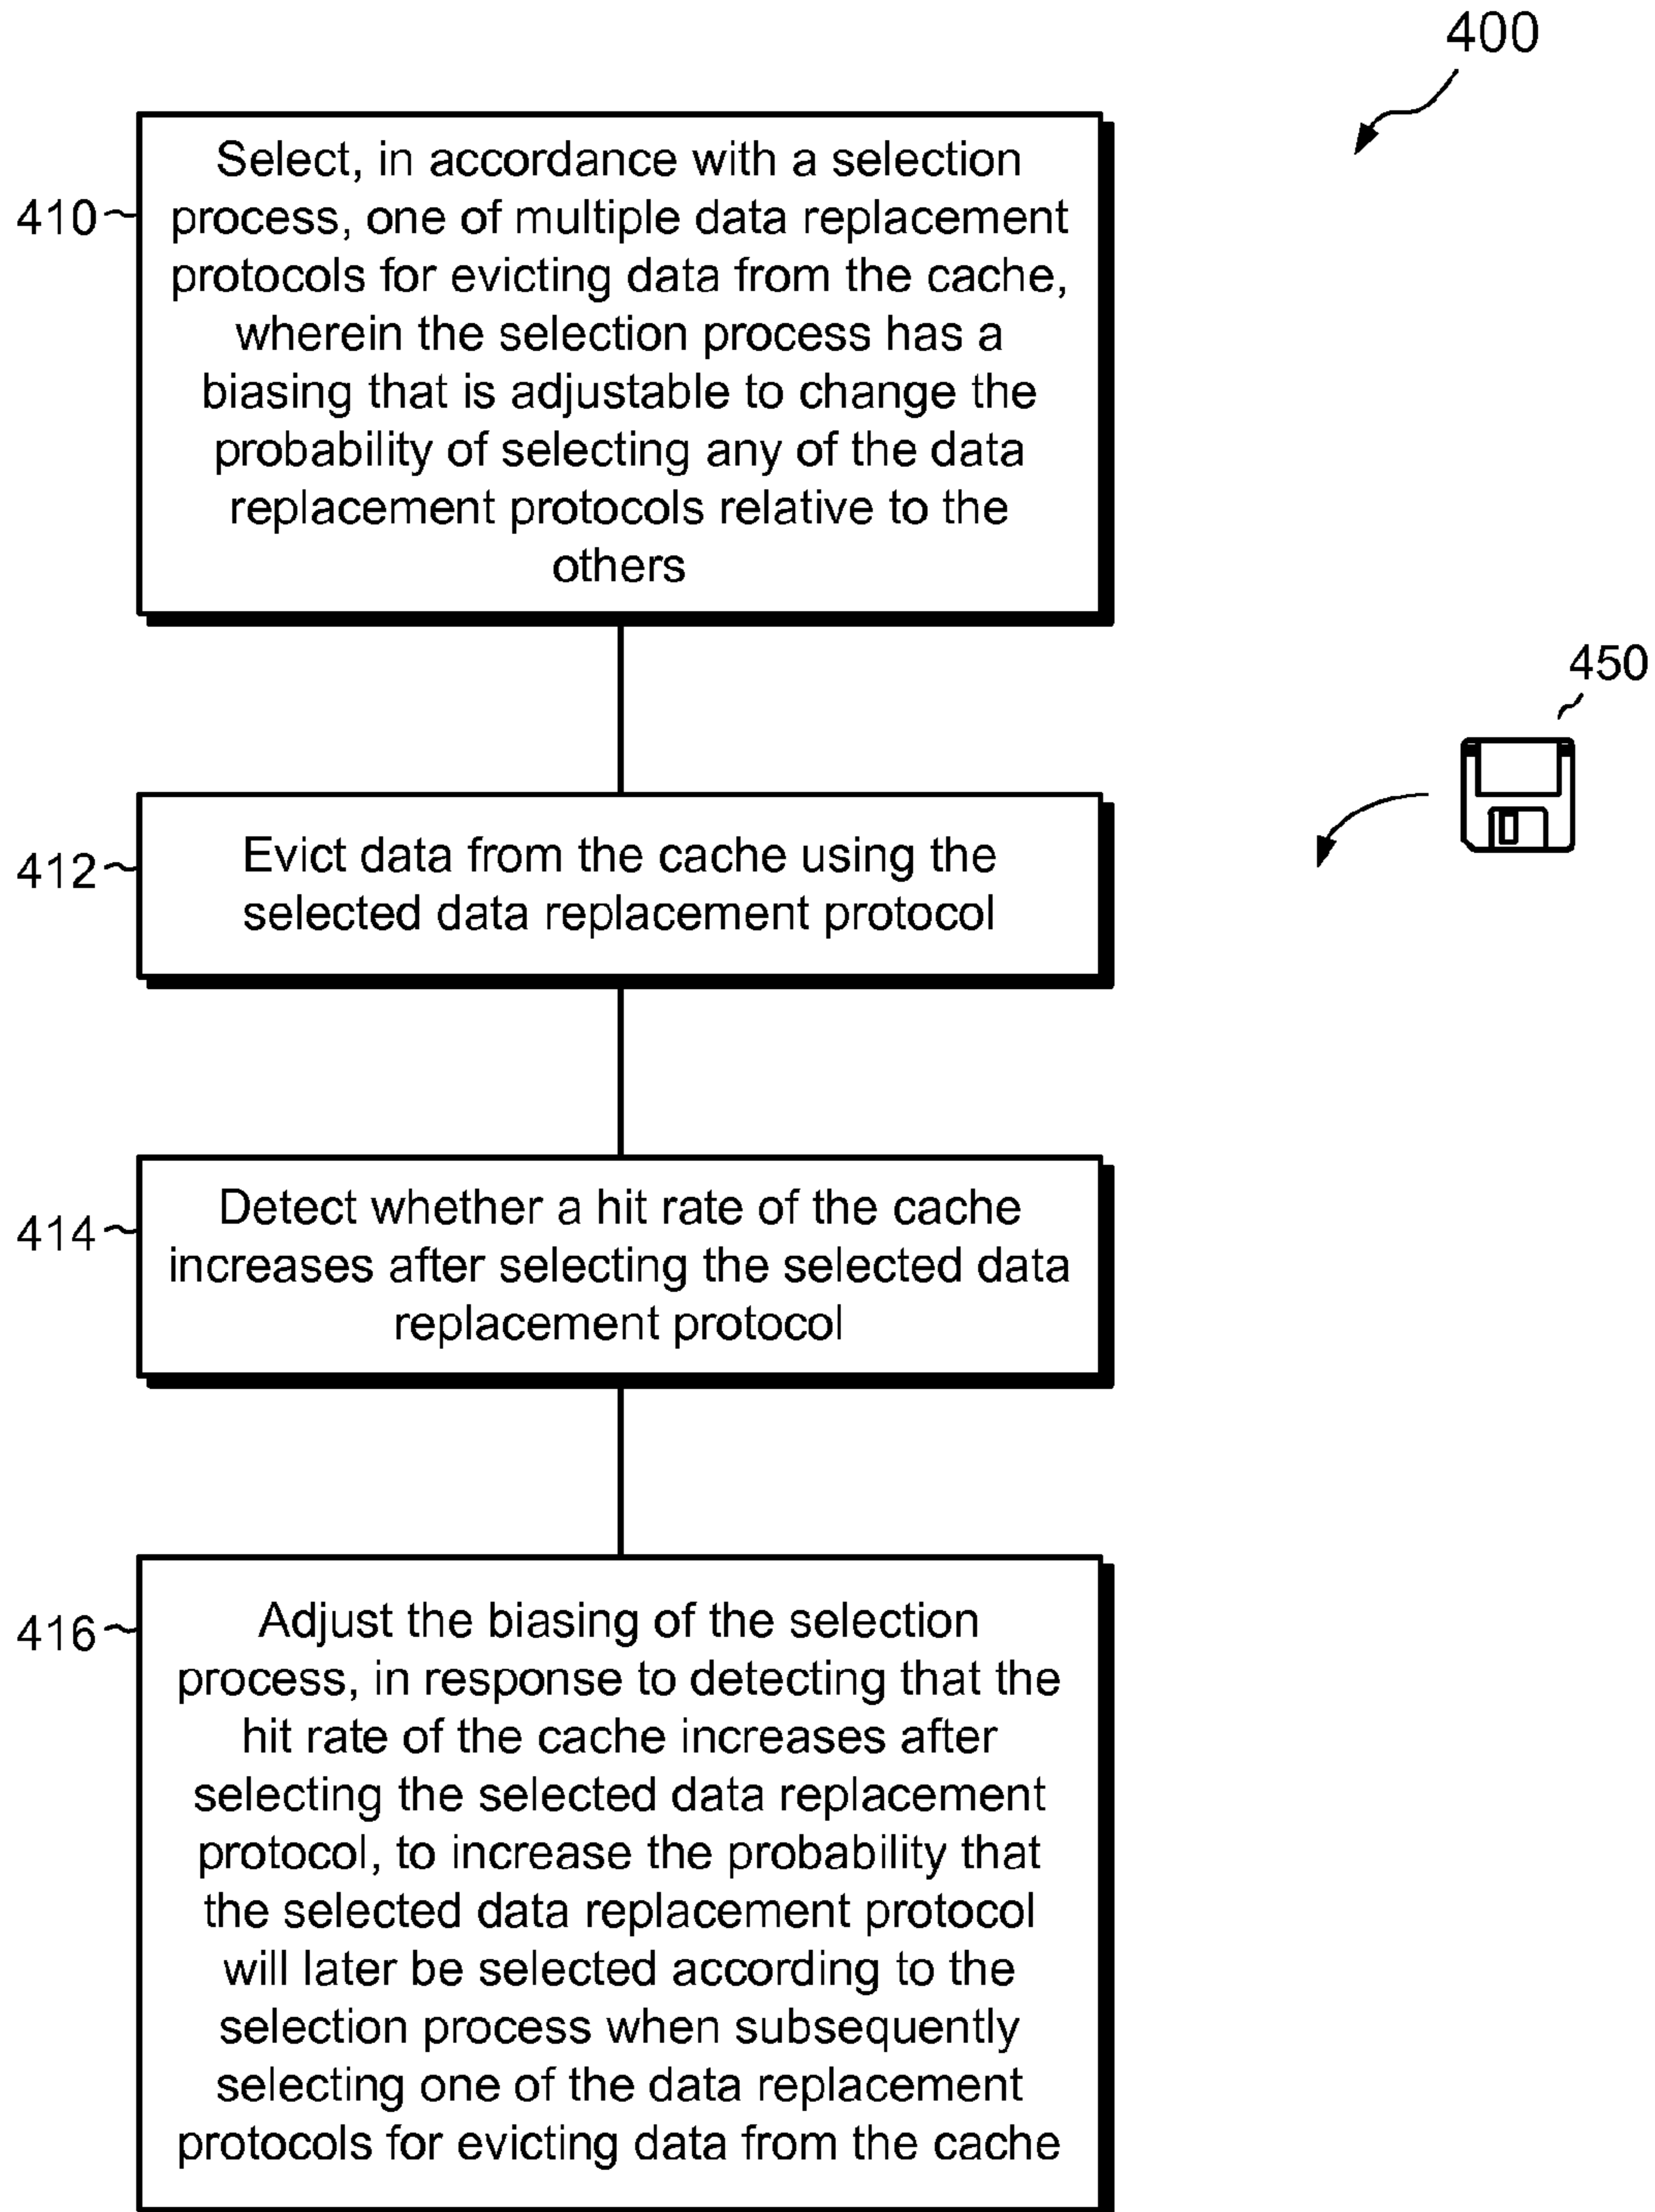 400
410
Select, in accordance with a selection
process, one of multiple data replacement
protocols for evicting data from the cache,
wherein the selection process has a
biasing that is adjustable to change the
probability of selecting any of the data
replacement protocols relative to the
others
450
412
Evict data from the cache using the
selected data replacement protocol
414
Detect whether a hit rate of the cache
increases after selecting the selected data
replacement protocol
416
Adjust the biasing of the selection
process, in response to detecting that the
hit rate of the cache increases after
selecting the selected data replacement
protocol, to increase the probability that
the selected data replacement protocol
will later be selected according to the
selection process when subsequently
selecting one of the data replacement
protocols for evicting data from the cache